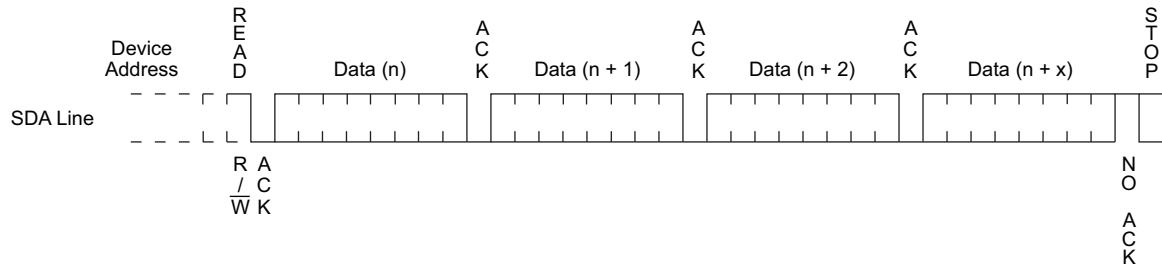 READ
ACK
ACK
ACK
STOP
Device
Address
Data (n)
Data (n + 1)
Data (n + 2)
Data (n + x)
SDA Line
R/W
ACK
NO ACK